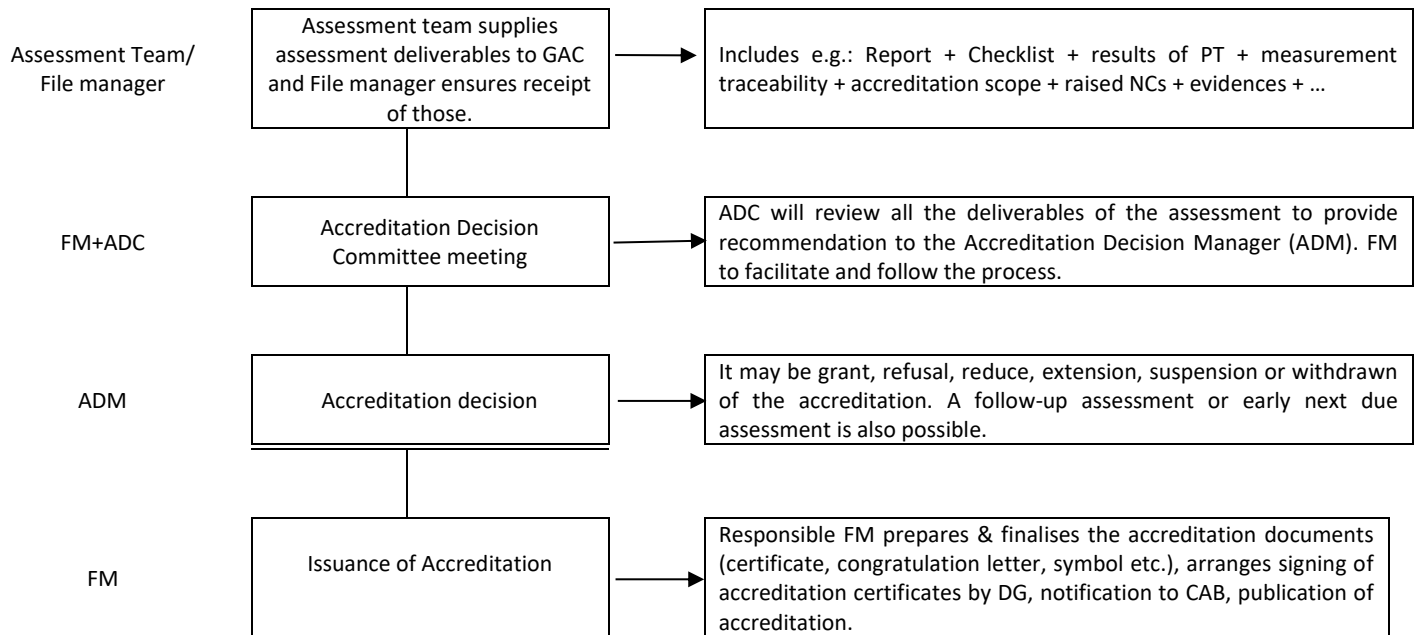 Assessment Team/
File manager
Assessment team supplies
assessment deliverables to GAC
and File manager ensures receipt
of those.
Includes e.g.: Report + Checklist + results of PT + measurement
traceability + accreditation scope + raised NCs + evidences + …
FM+ADC
Accreditation Decision
Committee meeting
ADC will review all the deliverables of the assessment to provide
recommendation to the Accreditation Decision Manager (ADM). FM
to facilitate and follow the process.
ADM
Accreditation decision
It may be grant, refusal, reduce, extension, suspension or withdrawn
of the accreditation. A follow-up assessment or early next due
assessment is also possible.
FM
Issuance of Accreditation
Responsible FM prepares & finalises the accreditation documents
(certificate, congratulation letter, symbol etc.), arranges signing of
accreditation certificates by DG, notification to CAB, publication of
accreditation.